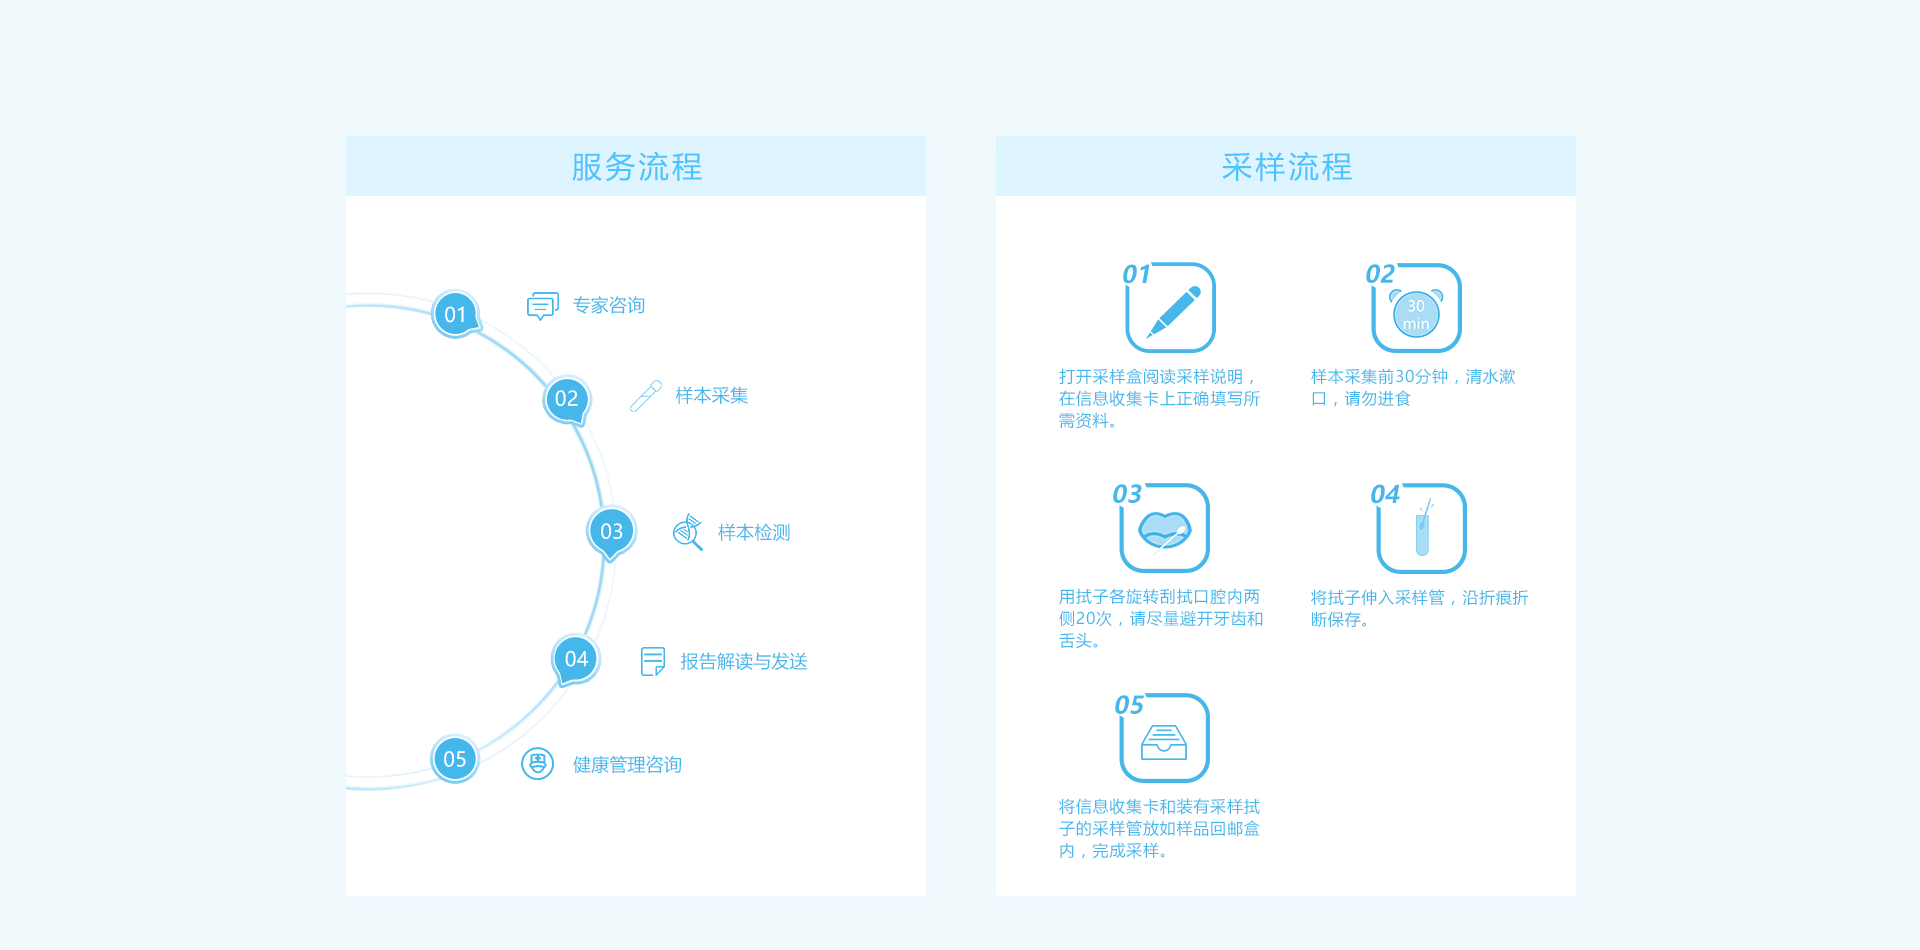 服务流程
01
专家咨询
02
样本采集
03
样本检测
04
报告解读与发送
05
健康管理咨询
采样流程
01
打开采样盒阅读采样说明，
在信息收集卡上正确填写所
需资料。
02
30
min
样本采集前30分钟，清水漱
口，请勿进食
03
用拭子各旋转刮拭口腔内两
侧20次，请尽量避开牙齿和
舌头。
04
将拭子伸入采样管，沿折痕折
断保存。
05
将信息收集卡和装有采样拭
子的采样管放如样品回邮盒
内，完成采样。